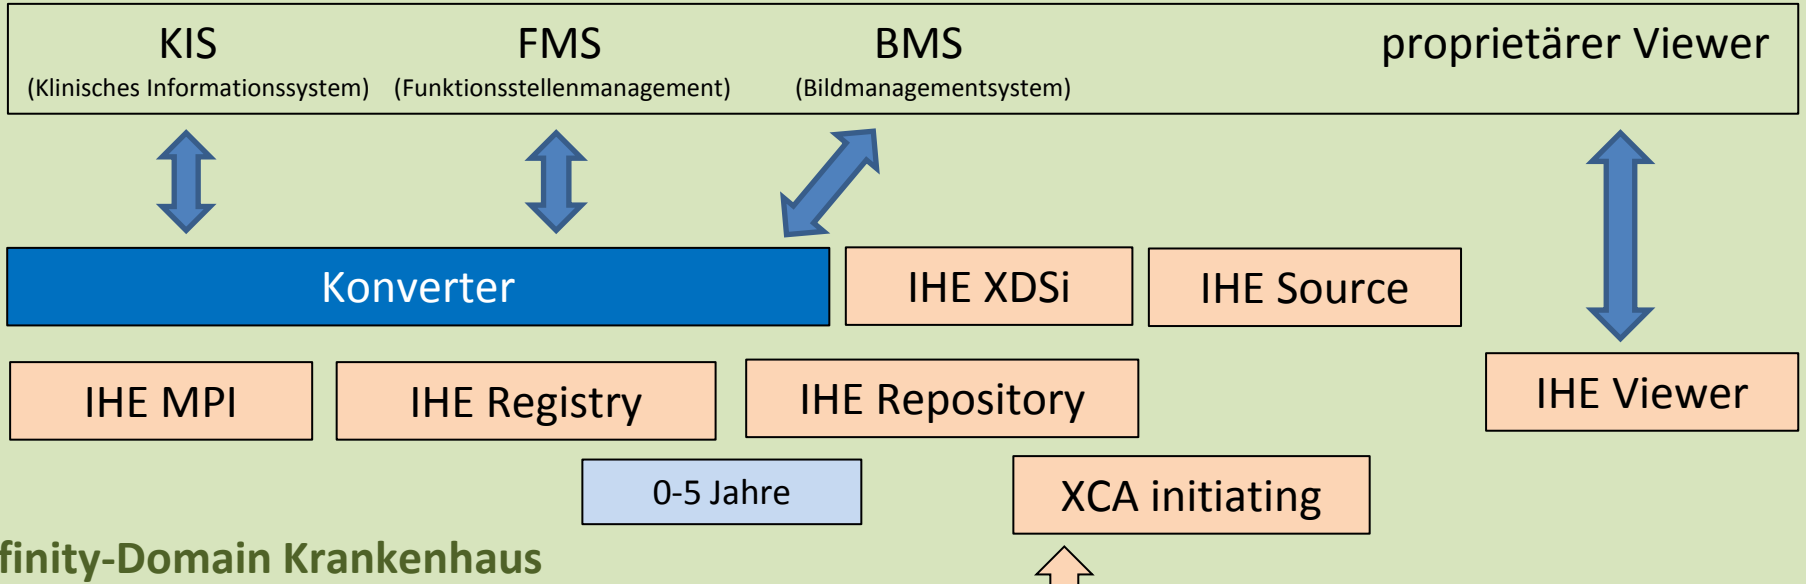 KIS FMS BMS proprietärer Viewer
(Klinisches Informationssystem) (Funktionsstellenmanagement) (Bildmanagementsystem)
Konverter IHE XDSi IHE Source
IHE MPI IHE Registry IHE Repository IHE Viewer
0-5 Jahre XCA initiating
finity-Domain Krankenhaus